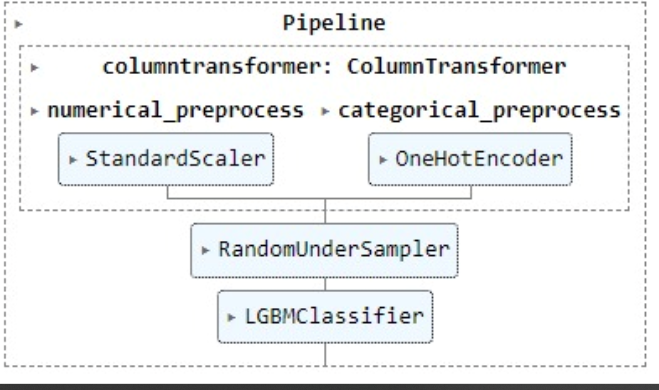 Pipeline
columntransformer: ColumnTransformer
numerical_preprocess categorical_preprocess
StandardScaler OneHotEncoder
RandomUnderSampler
LGBMClassifier